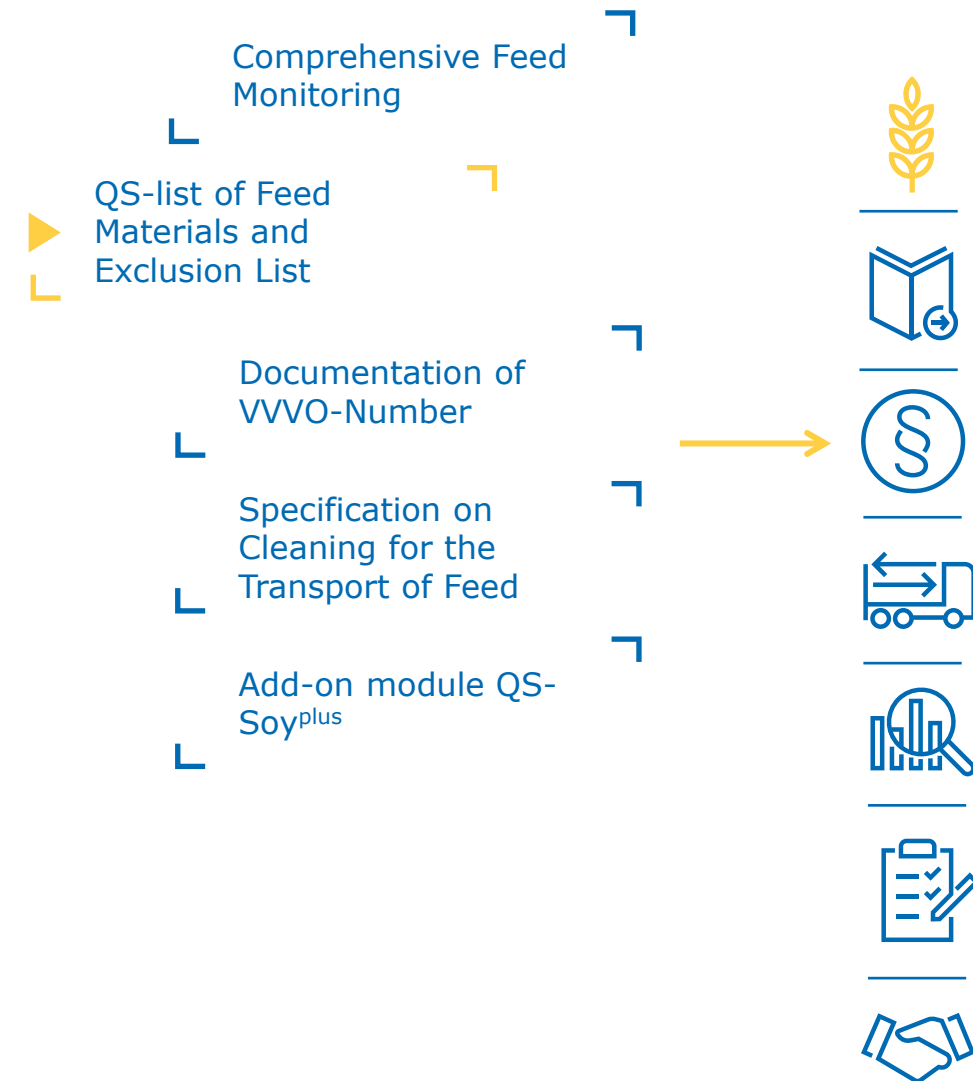 Comprehensive Feed
Monitoring
QS-list of Feed
Materials and
Exclusion List
Documentation of
VVVO-Number
Specification on
Cleaning for the
Transport of Feed
Add-on module QS-
Soyplus
§